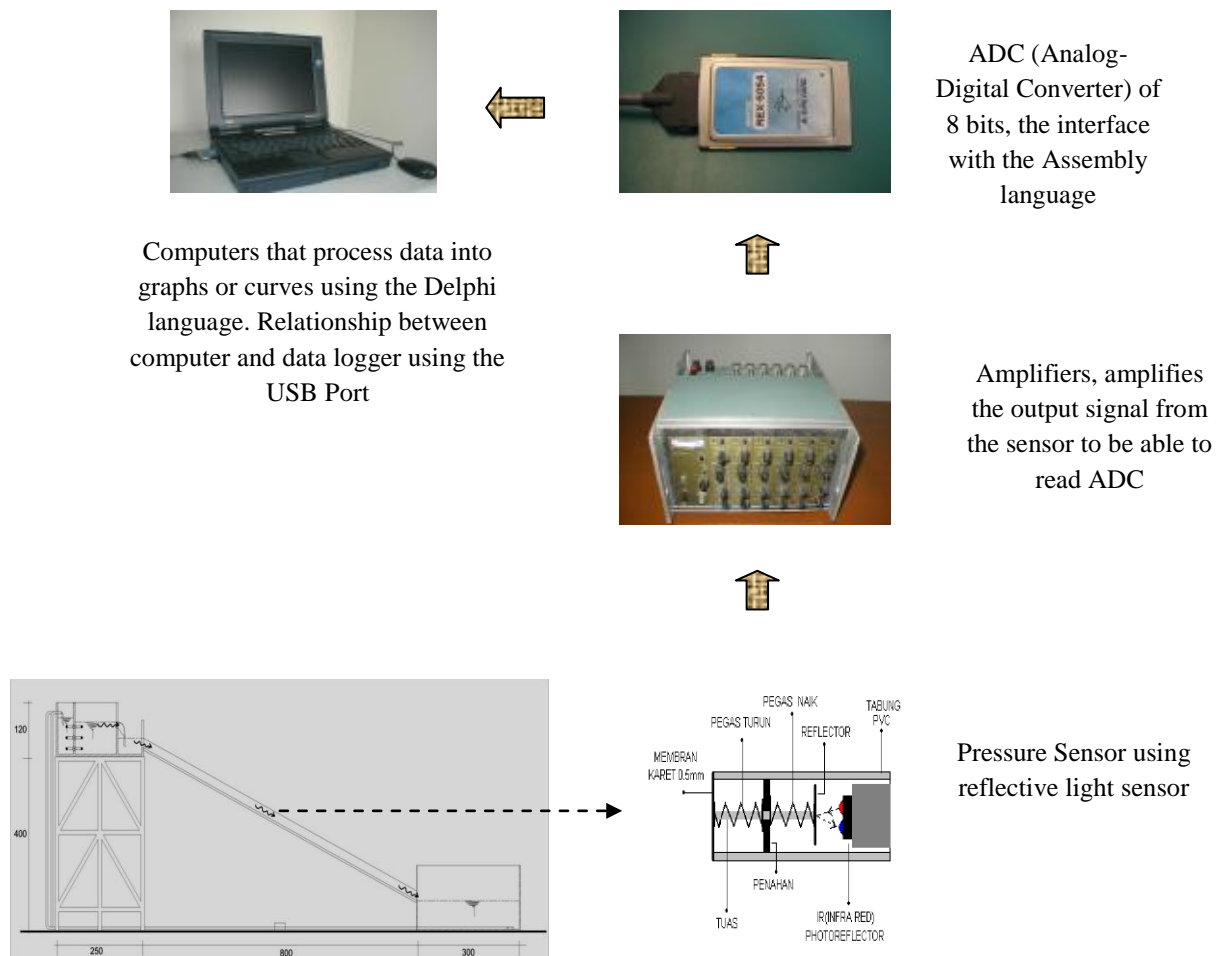 ADC (Analog-
Digital Converter) of
8 bits, the interface
with the Assembly
language
REX-5054
Computers that process data into
graphs or curves using the Delphi
language. Relationship between
computer and data logger using the
USB Port
Amplifiers, amplifies
the output signal from
the sensor to be able to
read ADC
120
400
250
800
300
PEGAS NAIK
TABUNG
PVC
PEGAS TURUN
REFLECTOR
MEMBRAN
KARET 0.5mm
PENAHAN
TUAS
IR(INFRA RED)
PHOTOREFLECTOR
Pressure Sensor using
reflective light sensor